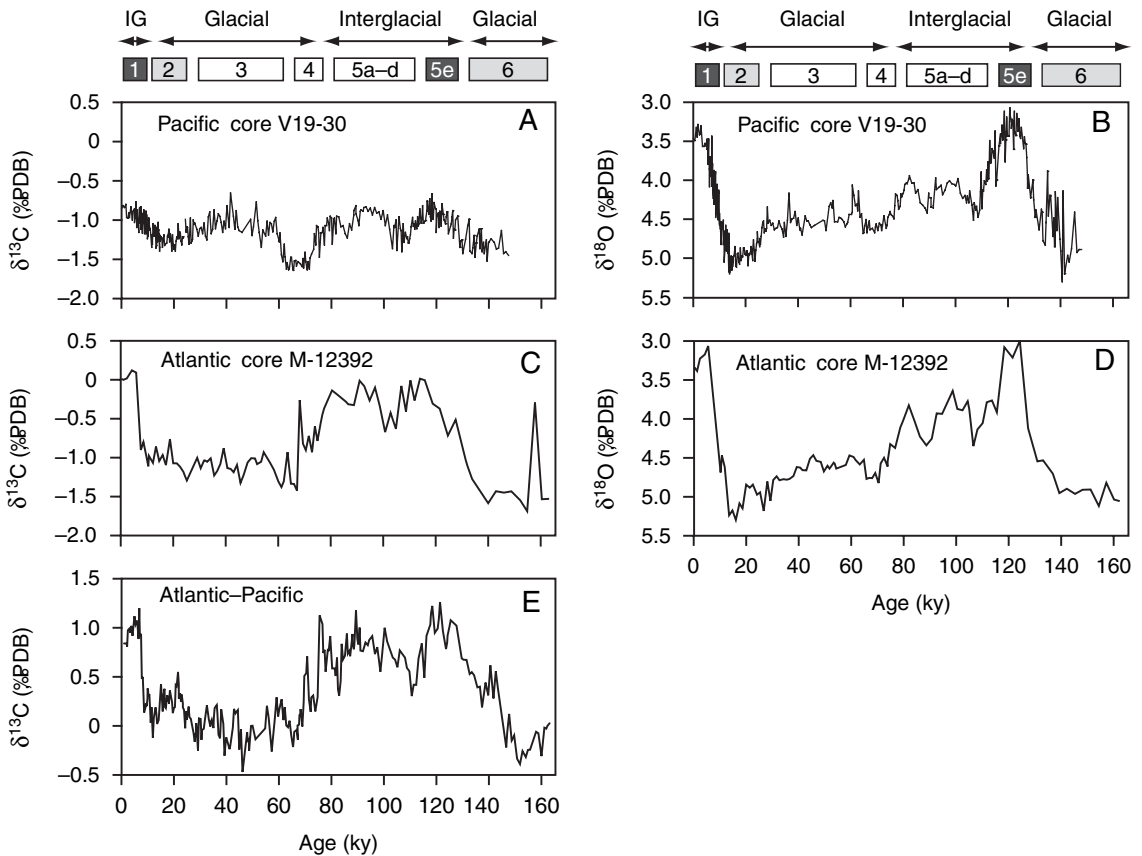 IG Glacial Interglacial Glacial
1 2 3 4 5a–d 5e 6
IG Glacial Interglacial Glacial
1 2 3 4 5a–d 5e 6
0.5
0
–0.5
–1.0
–1.5
–2.0
δ13C (‰PDB)
Pacific core V19-30
A
3.0
3.5
4.0
4.5
5.0
5.5
δ18O (‰PDB)
Pacific core V19-30
B
0.5
0
–0.5
–1.0
–1.5
–2.0
δ13C (‰PDB)
Atlantic core M-12392
C
3.0
3.5
4.0
4.5
5.0
5.5
δ18O (‰PDB)
Atlantic core M-12392
D
0 20 40 60 80 100 120 140 160
Age (ky)
1.5
1.0
0.5
0
–0.5
δ13C (‰PDB)
Atlantic–Pacific
E
0 20 40 60 80 100 120 140 160
Age (ky)